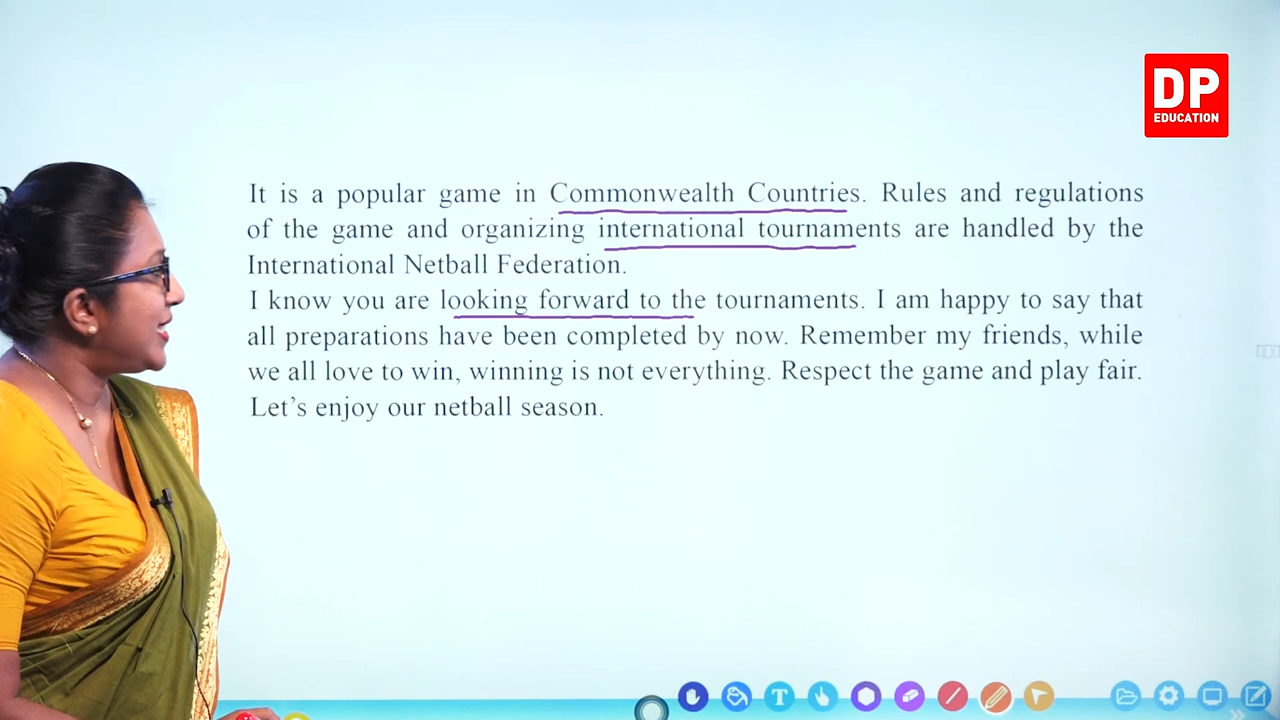 DP
EDUCATION
It is a popular game in Commonwealth Countries. Rules and regulations
of the game and organizing international tournaments are handled by the
International Netball Federation.
I know you are looking forward to the tournaments. I am happy to say that
all preparations have been completed by now. Remember my friends, while
we all love to win, winning is not everything. Respect the game and play fair.
Let's enjoy our netball season.